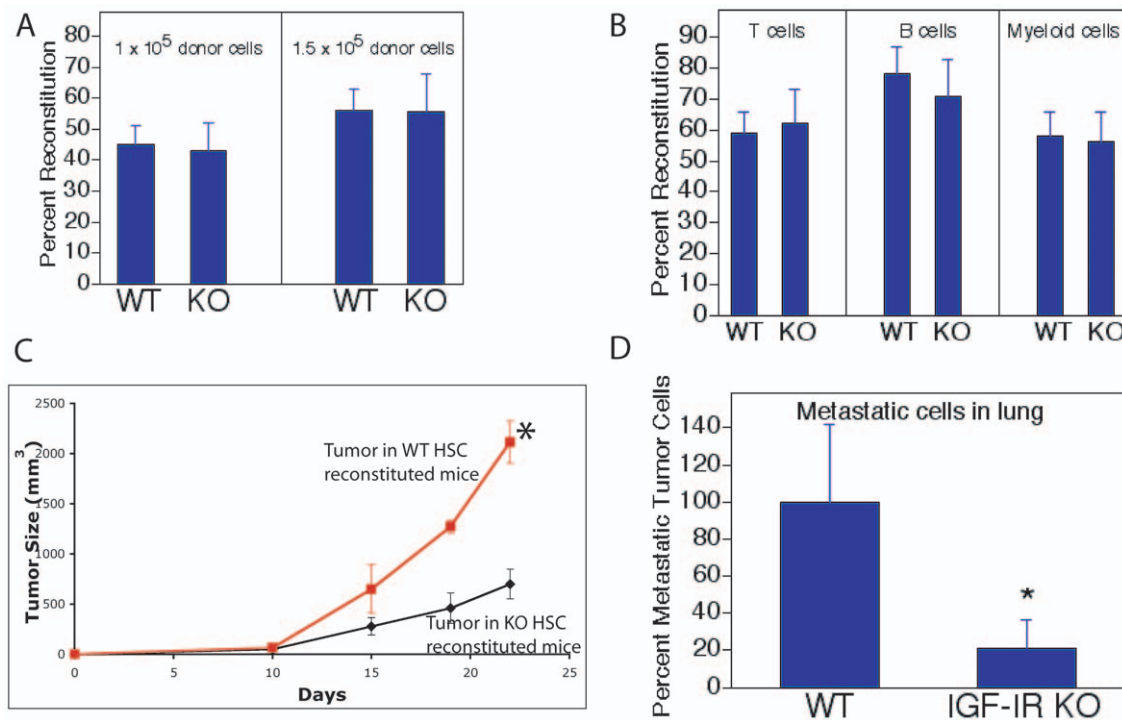 A
Percent Reconstitution
80
70
60
50
40
30
20
10
0
1 x 10⁵ donor cells
1.5 x 10⁵ donor cells
WT
KO
WT
KO
B
Percent Reconstitution
90
80
70
60
50
40
30
20
10
0
T cells
B cells
Myeloid cells
WT
KO
WT
KO
WT
KO
C
Tumor Size (mm³)
2500
2000
1500
1000
500
0
Tumor in WT HSC
reconstituted mice
*
Tumor in KO HSC
reconstituted mice
0
5
10
15
20
25
Days
D
Percent Metastatic Tumor Cells
140
120
100
80
60
40
20
0
Metastatic cells in lung
*
WT
IGF-IR KO